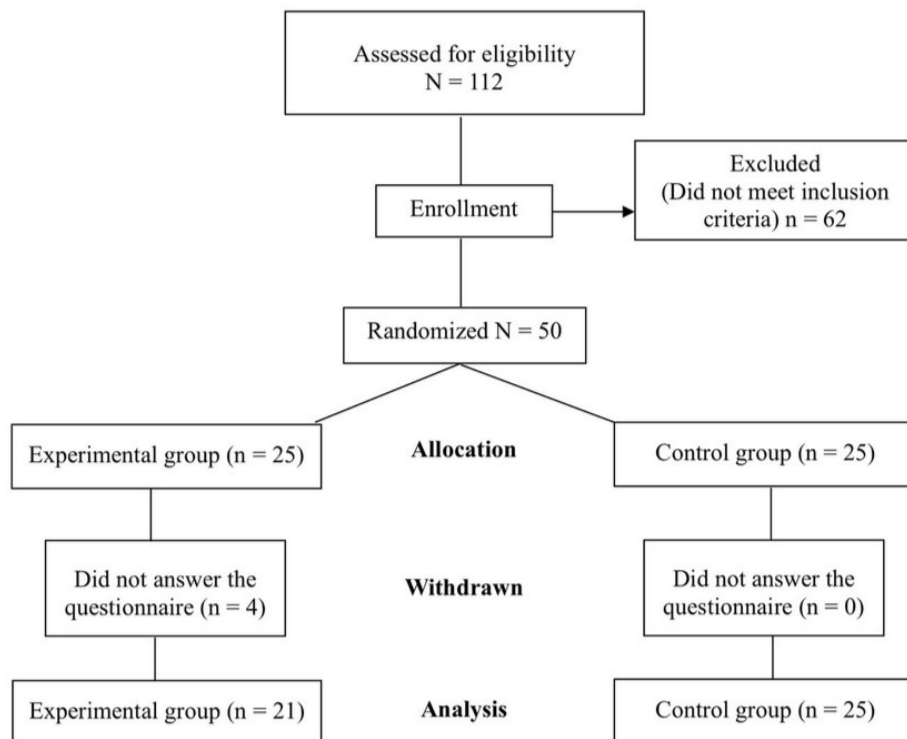 Assessed for eligibility
N = 112
Excluded
(Did not meet inclusion
criteria) n = 62
Enrollment
Randomized N = 50
Experimental group (n = 25)
Allocation
Control group (n = 25)
Did not answer the
questionnaire (n = 4)
Withdrawn
Did not answer the
questionnaire (n = 0)
Experimental group (n = 21)
Analysis
Control group (n = 25)